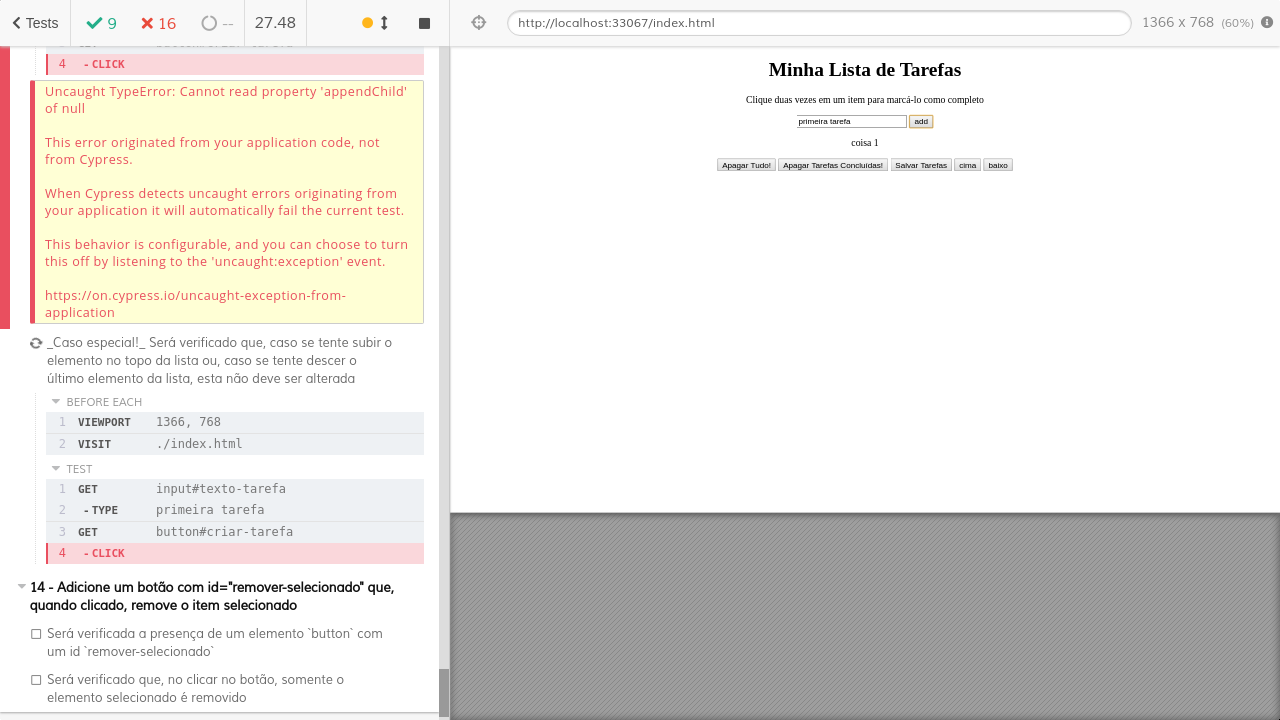 Tests
9
16
--
27.48
http://localhost:33067/index.html
1366 x 768 (60%)
4 -CLICK
Uncaught TypeError: Cannot read property 'appendChild'
of null
This error originated from your application code, not
from Cypress.
When Cypress detects uncaught errors originating from
your application it will automatically fail the current test.
This behavior is configurable, and you can choose to turn
this off by listening to the 'uncaught:exception' event.
https://on.cypress.io/uncaught-exception-from-
application
_Caso especial!_ Será verificado que, caso se tente subir o
elemento no topo da lista ou, caso se tente descer o
último elemento da lista, esta não deve ser alterada
BEFORE EACH
1 VIEWPORT 1366, 768
2 VISIT ./index.html
TEST
1 GET input#texto-tarefa
2 -TYPE primeira tarefa
3 GET button#criar-tarefa
4 -CLICK
14 - Adicione um botão com id="remover-selecionado" que,
quando clicado, remove o item selecionado
Será verificada a presença de um elemento `button` com
um id `remover-selecionado`
Será verificado que, no clicar no botão, somente o
elemento selecionado é removido
Minha Lista de Tarefas
Clique duas vezes em um item para marcá-lo como completo
primeira tarefa add
coisa 1
Apagar Tudo! Apagar Tarefas Concluídas! Salvar Tarefas cima baixo